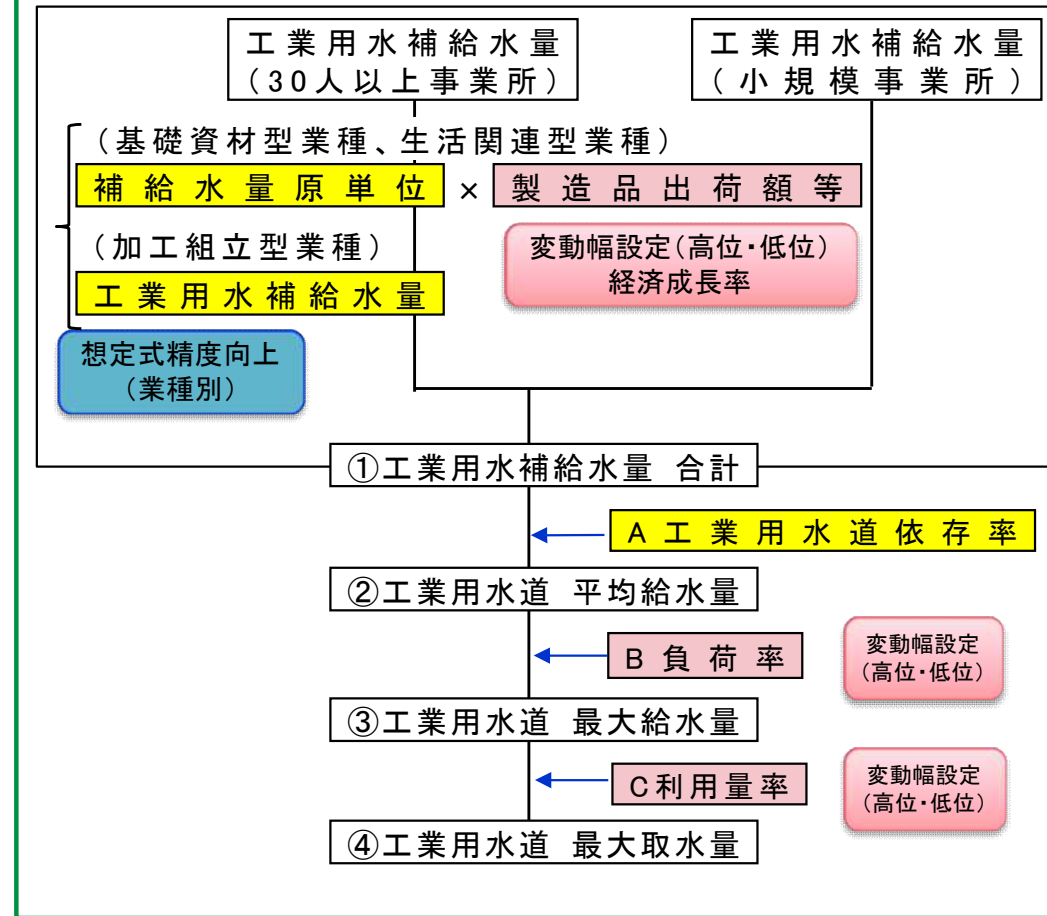 工業用水補給水量
(30人以上事業所)
工業用水補給水量
(小規模事業所)
(基礎資材型業種、生活関連型業種)
補給水量原単位
×
製造品出荷額等
(加工組立型業種)
工業用水補給水量
変動幅設定(高位・低位)
経済成長率
想定式精度向上
(業種別)
①工業用水補給水量 合計
A工業用水道依存率
②工業用水道 平均給水量
B負荷率
変動幅設定
(高位・低位)
③工業用水道 最大給水量
C利用量率
変動幅設定
(高位・低位)
④工業用水道 最大取水量